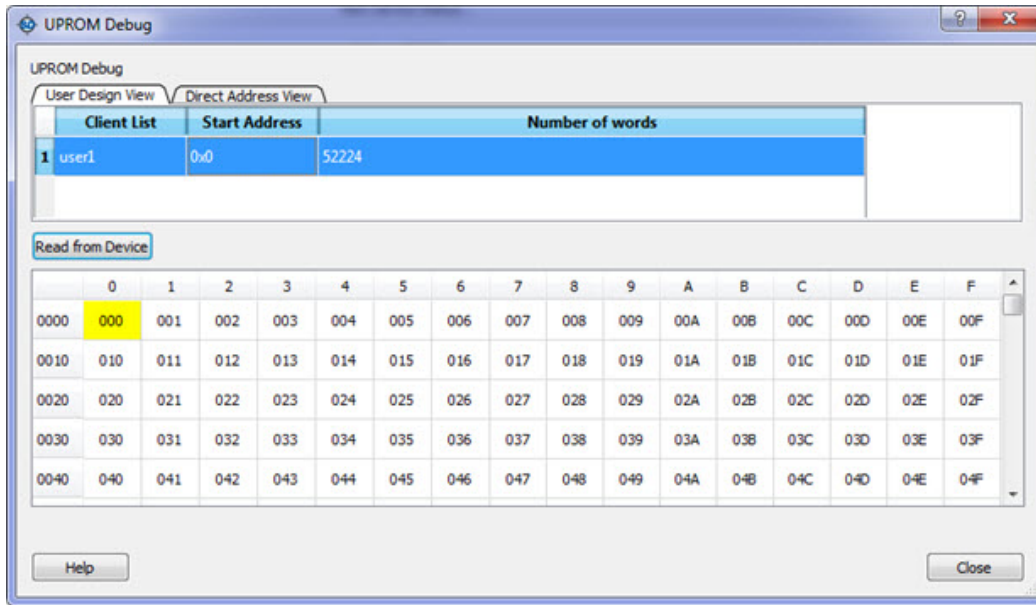 UPROM Debug
UPROM Debug
User Design View Direct Address View
Client List Start Address Number of words
1 user1 0x0 52224
Read from Device
0 1 2 3 4 5 6 7 8 9 A B C D E F
0000 000 001 002 003 004 005 006 007 008 009 00A 00B 00C 00D 00E 00F
0010 010 011 012 013 014 015 016 017 018 019 01A 01B 01C 01D 01E 01F
0020 020 021 022 023 024 025 026 027 028 029 02A 02B 02C 02D 02E 02F
0030 030 031 032 033 034 035 036 037 038 039 03A 03B 03C 03D 03E 03F
0040 040 041 042 043 044 045 046 047 048 049 04A 04B 04C 04D 04E 04F
Help Close